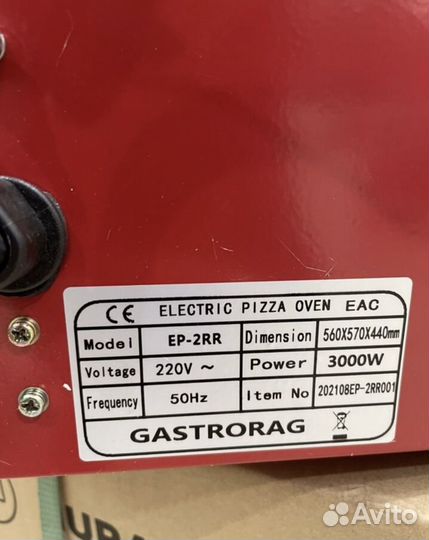 CE ELECTRIC PIZZA OVEN EAC
Model EP-2RR Dimension 560X570X440mm
Voltage 220V ~ Power 3000W
Frequency 50Hz Item No 202108EP-2RR001
GASTRORAG
Avito